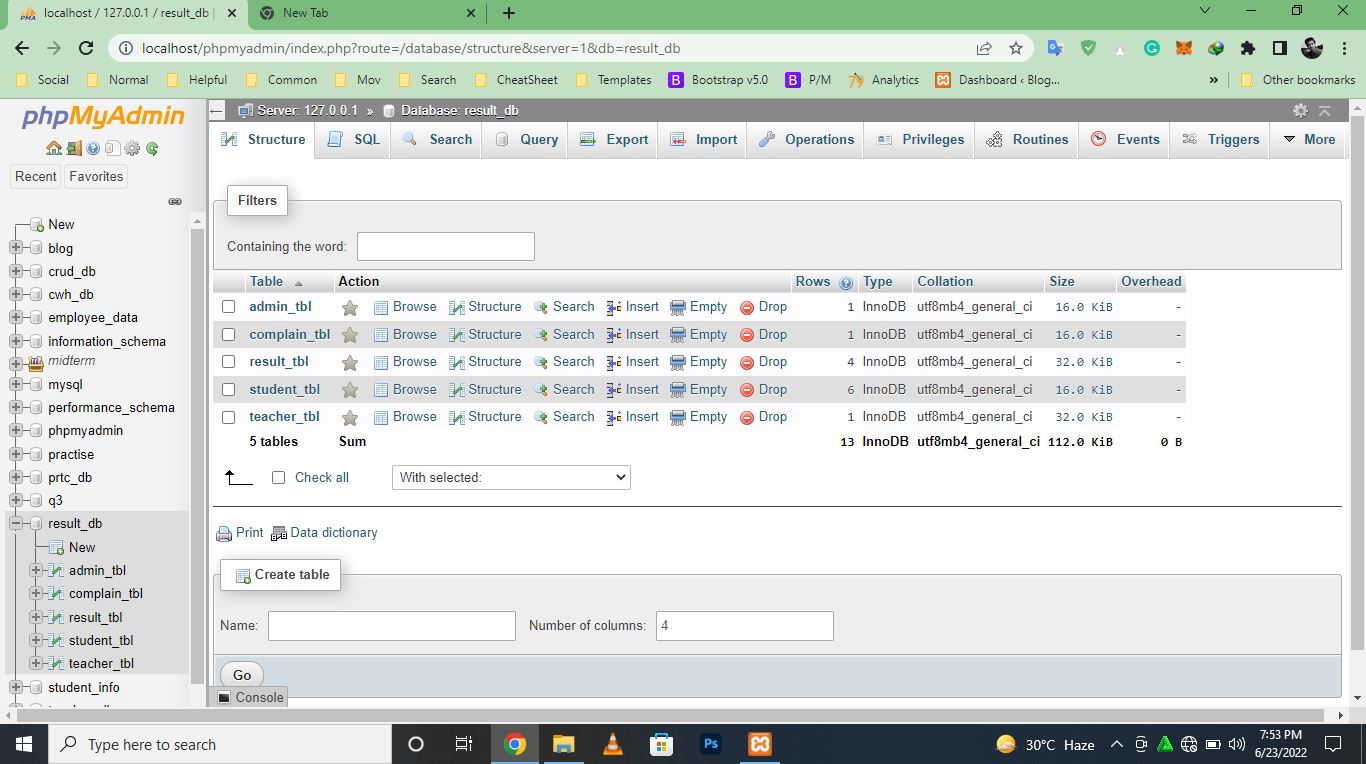 localhost / 127.0.0.1 / result_db |
New Tab
localhost/phpmyadmin/index.php?route=/database/structure&server=1&db=result_db
Social Normal Helpful Common Mov Search CheatSheet Templates Bootstrap v5.0 P/M Analytics Dashboard ‹ Blog... » Other bookmarks
phpMyAdmin
Recent Favorites
New
blog
crud_db
cwh_db
employee_data
information_schema
midterm
mysql
performance_schema
phpmyadmin
practise
prtc_db
q3
result_db
New
admin_tbl
complain_tbl
result_tbl
student_tbl
teacher_tbl
student_info
Server: 127.0.0.1 » Database: result_db
Structure SQL Search Query Export Import Operations Privileges Routines Events Triggers More
Filters
Containing the word:
Table Action Rows Type Collation Size Overhead
admin_tbl Browse Structure Search Insert Empty Drop 1 InnoDB utf8mb4_general_ci 16.0 KiB -
complain_tbl Browse Structure Search Insert Empty Drop 1 InnoDB utf8mb4_general_ci 16.0 KiB -
result_tbl Browse Structure Search Insert Empty Drop 4 InnoDB utf8mb4_general_ci 32.0 KiB -
student_tbl Browse Structure Search Insert Empty Drop 6 InnoDB utf8mb4_general_ci 16.0 KiB -
teacher_tbl Browse Structure Search Insert Empty Drop 1 InnoDB utf8mb4_general_ci 32.0 KiB -
5 tables Sum 13 InnoDB utf8mb4_general_ci 112.0 KiB 0 B
Check all With selected:
Print Data dictionary
Create table
Name: Number of columns: 4
Go
Console
Type here to search
30°C Haze
7:53 PM
6/23/2022